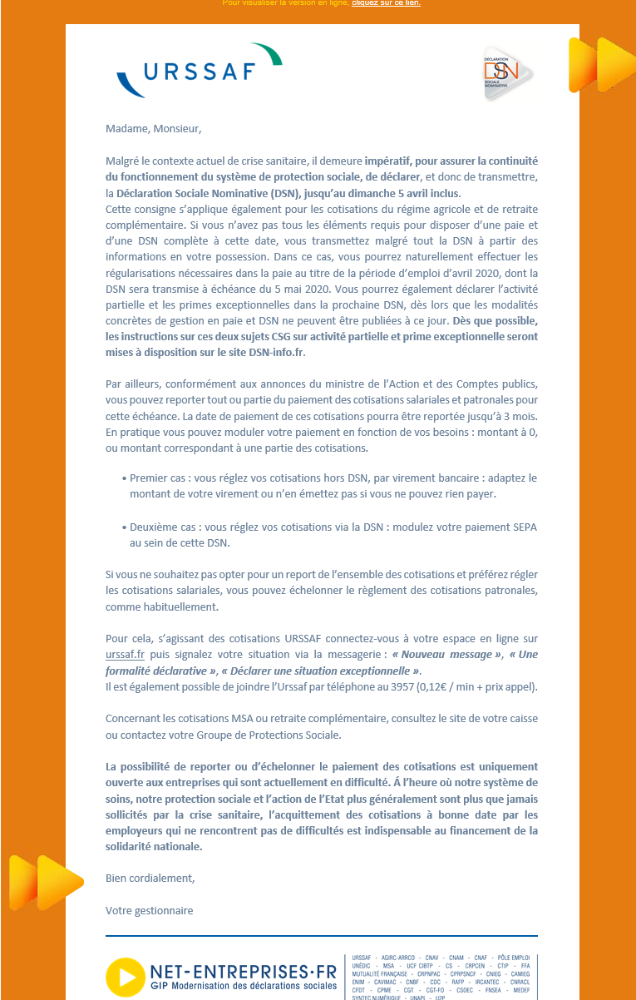 Pour visualiser la version en ligne, cliquez sur ce lien.
URSSAF
DÉCLARATION
DSN
SOCIALE
NOMINATIVE
Madame, Monsieur,
Malgré le contexte actuel de crise sanitaire, il demeure impératif, pour assurer la continuité
du fonctionnement du système de protection sociale, de déclarer, et donc de transmettre,
la Déclaration Sociale Nominative (DSN), jusqu’au dimanche 5 avril inclus.
Cette consigne s’applique également pour les cotisations du régime agricole et de retraite
complémentaire. Si vous n’avez pas tous les éléments requis pour disposer d’une paie et
d’une DSN complète à cette date, vous transmettez malgré tout la DSN à partir des
informations en votre possession. Dans ce cas, vous pourrez naturellement effectuer les
régularisations nécessaires dans la paie au titre de la période d’emploi d’avril 2020, dont la
DSN sera transmise à échéance du 5 mai 2020. Vous pourrez également déclarer l’activité
partielle et les primes exceptionnelles dans la prochaine DSN, dès lors que les modalités
concrètes de gestion en paie et DSN ne peuvent être publiées à ce jour. Dès que possible,
les instructions sur ces deux sujets CSG sur activité partielle et prime exceptionnelle seront
mises à disposition sur le site DSN-info.fr.
Par ailleurs, conformément aux annonces du ministre de l’Action et des Comptes publics,
vous pouvez reporter tout ou partie du paiement des cotisations salariales et patronales pour
cette échéance. La date de paiement de ces cotisations pourra être reportée jusqu’à 3 mois.
En pratique vous pouvez moduler votre paiement en fonction de vos besoins : montant à 0,
ou montant correspondant à une partie des cotisations.
• Premier cas : vous réglez vos cotisations hors DSN, par virement bancaire : adaptez le
montant de votre virement ou n’en émettez pas si vous ne pouvez rien payer.
• Deuxième cas : vous réglez vos cotisations via la DSN : modulez votre paiement SEPA
au sein de cette DSN.
Si vous ne souhaitez pas opter pour un report de l’ensemble des cotisations et préférez régler
les cotisations salariales, vous pouvez échelonner le règlement des cotisations patronales,
comme habituellement.
Pour cela, s’agissant des cotisations URSSAF connectez-vous à votre espace en ligne sur
urssaf.fr puis signalez votre situation via la messagerie : « Nouveau message », « Une
formalité déclarative », « Déclarer une situation exceptionnelle ».
Il est également possible de joindre l’Urssaf par téléphone au 3957 (0,12€ / min + prix appel).
Concernant les cotisations MSA ou retraite complémentaire, consultez le site de votre caisse
ou contactez votre Groupe de Protections Sociale.
La possibilité de reporter ou d’échelonner le paiement des cotisations est uniquement
ouverte aux entreprises qui sont actuellement en difficulté. Á l’heure où notre système de
soins, notre protection sociale et l’action de l’Etat plus généralement sont plus que jamais
sollicités par la crise sanitaire, l’acquittement des cotisations à bonne date par les
employeurs qui ne rencontrent pas de difficultés est indispensable au financement de la
solidarité nationale.
Bien cordialement,
Votre gestionnaire
NET-ENTREPRISES•FR
GIP Modernisation des déclarations sociales
URSSAF - AGIRC-ARRCO - CNAV - CNAM - CNAF - PÔLE EMPLOI
UNÉDIC - MSA - UCF CIBTP - CS - CRPCEN - CTIP - FFA
MUTUALITÉ FRANÇAISE - CRPNPAC - CPRPSNCF - CNIEG - CAMIEG
ENIM - CAVIMAC - CNBF - CDC - RAFP - IRCANTEC - CNRACL
CFDT - CPME - CGT - CGT-FO - CSOEC - FNSEA - MEDEF
SYNTEC NUMÉRIQUE - UNAPL - U2P